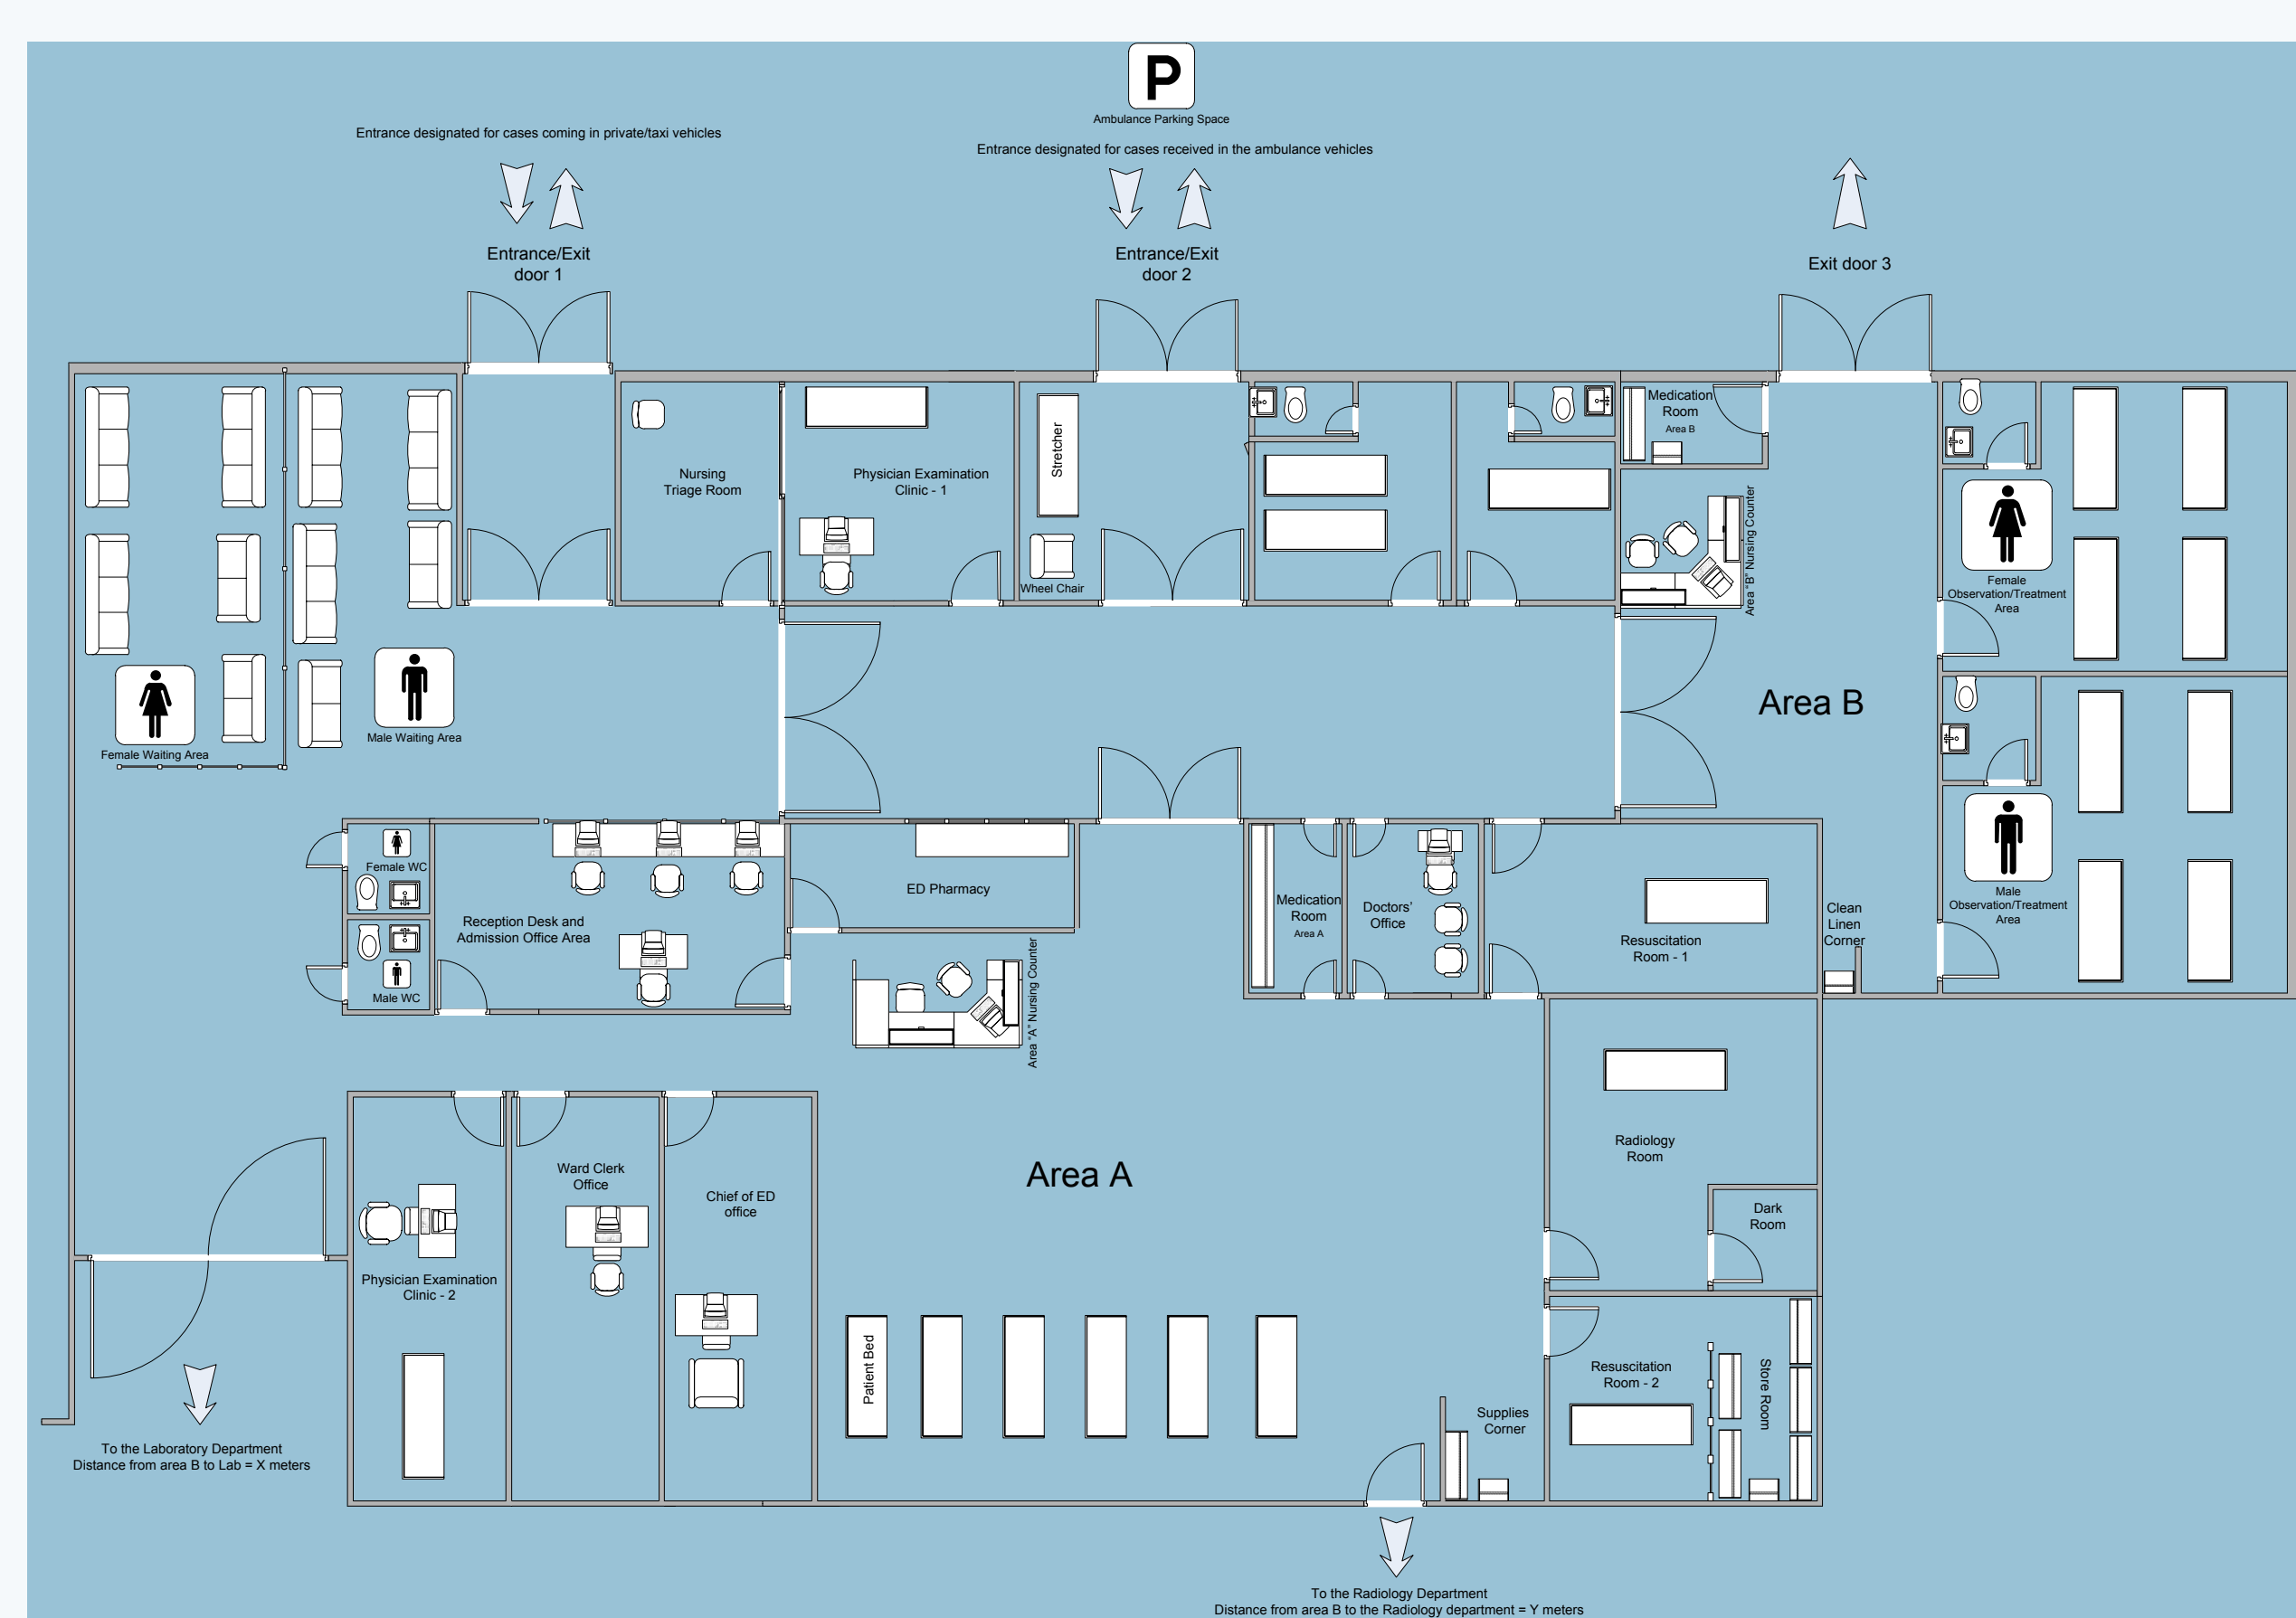 P
Ambulance Parking Space
Entrance designated for cases coming in private/taxi vehicles
Entrance designated for cases received in the ambulance vehicles
Entrance/Exit
door 1
Entrance/Exit
door 2
Exit door 3
Nursing
Triage Room
Physician Examination
Clinic - 1
Stretcher
Wheel Chair
Medication
Room
Area B
Area "B" Nursing Counter
Female
Observation/Treatment
Area
Female Waiting Area
Male Waiting Area
Area B
Female WC
Male WC
Reception Desk and
Admission Office Area
ED Pharmacy
Area "A" Nursing Counter
Medication
Room
Area A
Doctors'
Office
Resuscitation
Room - 1
Clean
Linen
Corner
Male
Observation/Treatment
Area
Physician Examination
Clinic - 2
Ward Clerk
Office
Chief of ED
office
Area A
Radiology
Room
Dark
Room
Patient Bed
Supplies
Corner
Resuscitation
Room - 2
Store Room
To the Laboratory Department
Distance from area B to Lab = X meters
To the Radiology Department
Distance from area B to the Radiology department = Y meters